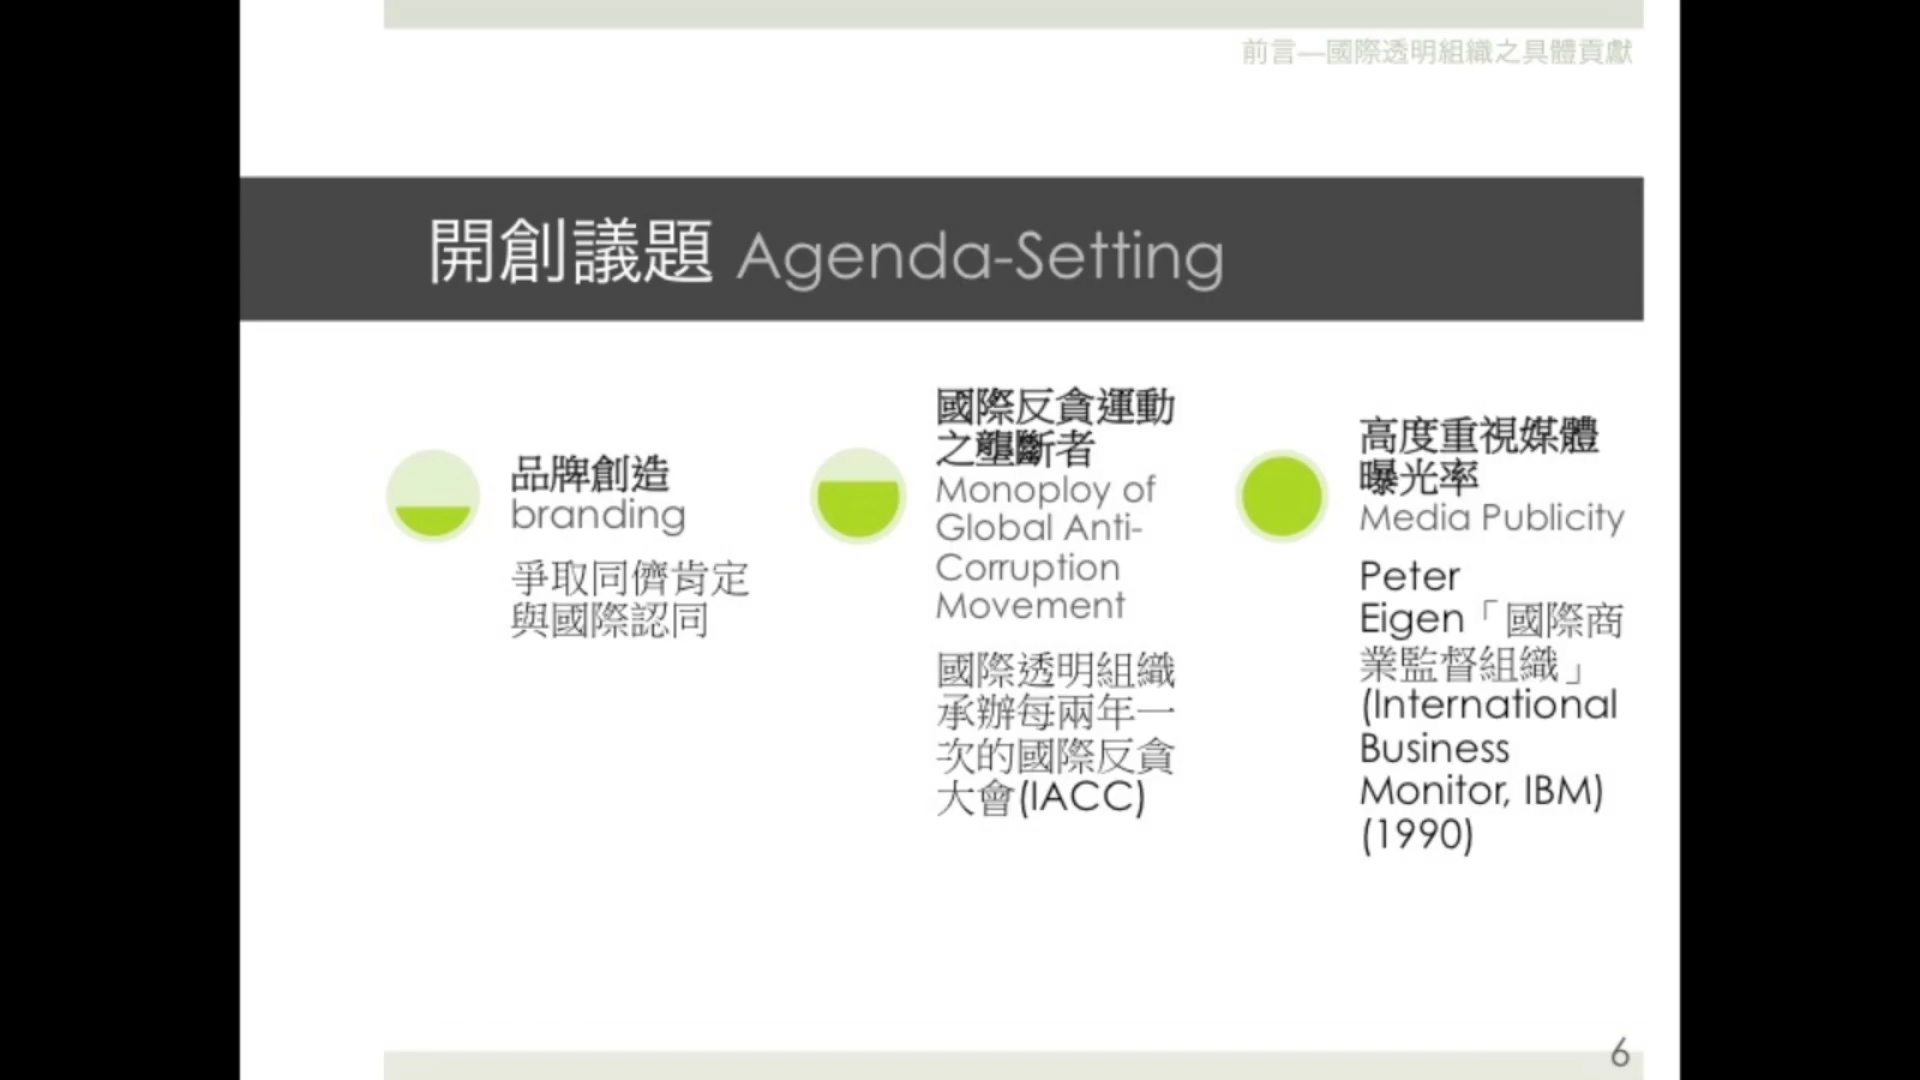 前言—國際透明組織之具體貢獻
開創議題 Agenda-Setting
品牌創造
branding
爭取同儕肯定
與國際認同
國際反貪運動
之壟斷者
Monoploy of
Global Anti-
Corruption
Movement
國際透明組織
承辦每兩年一
次的國際反貪
大會(IACC)
高度重視媒體
曝光率
Media Publicity
Peter
Eigen「國際商
業監督組織」
(International
Business
Monitor, IBM)
(1990)
6